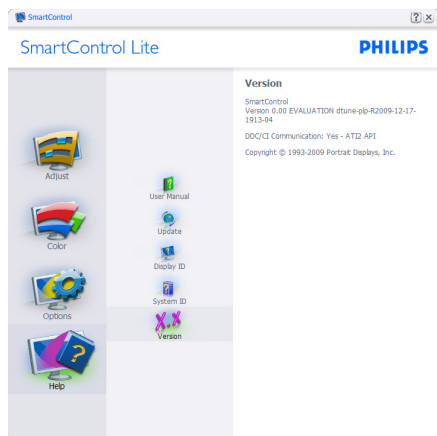 SmartControl
SmartControl Lite
PHILIPS
Adjust
Color
Options
Help
User Manual
Update
Display ID
System ID
X.X
Version
Version
SmartControl
Version 0.00 EVALUATION dtune-plp-R2009-12-17-
1913-04
DDC/CI Communication: Yes - ATI2 API
Copyright © 1993-2009 Portrait Displays, Inc.